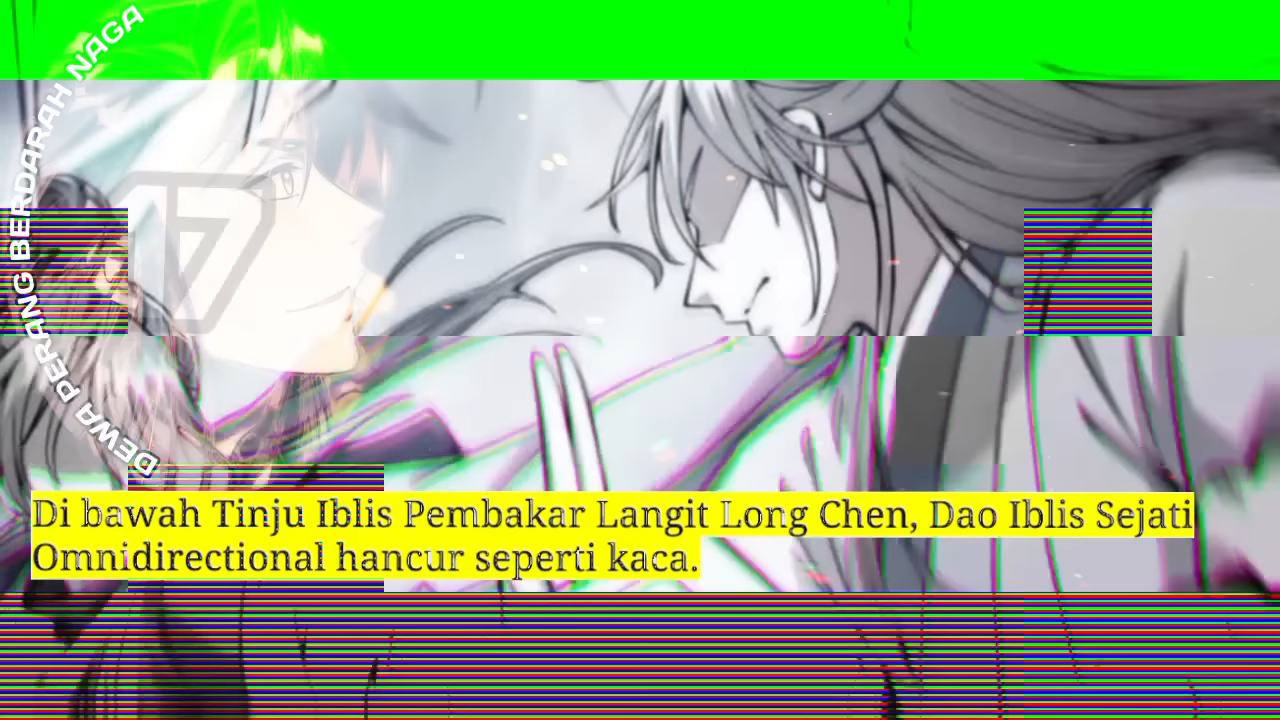 DEWA PERANG BERDARAH NAGA
17
Di bawah Tinju Iblis Pembakar Langit Long Chen, Dao Iblis Sejati
Omnidirectional hancur seperti kaca.